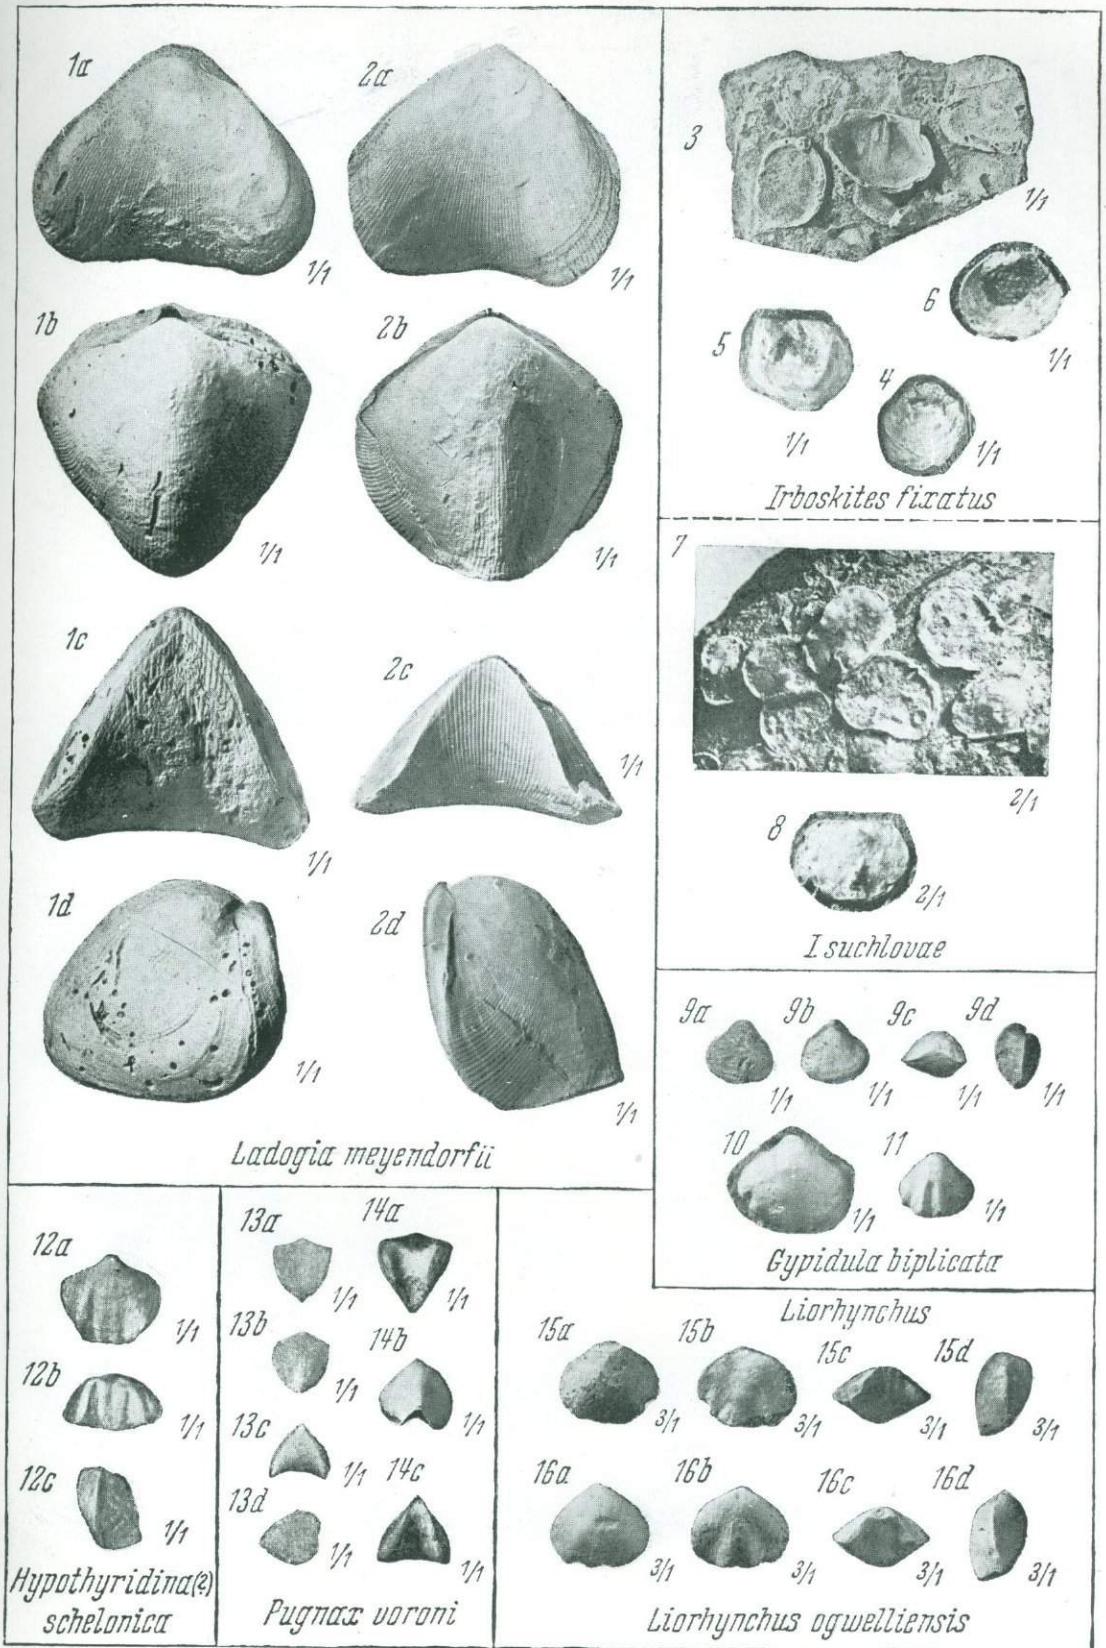 1a 2a
1/1 1/1
1b 2b
1/1 1/1
1c 2c
1/1 1/1
1d 2d
1/1 1/1
Ladogia meyendorfii
3
1/1
6
1/1
5
1/1
4
1/1
Irboskites fixatus
7
2/1
8
2/1
I suchlovae
9a 9b 9c 9d
1/1 1/1 1/1 1/1
10 11
1/1 1/1
Gypidula biplicata
12a
1/1
12b
1/1
12c
1/1
Hypothyridina(?)
schelonica
13a 14a
1/1 1/1
13b 14b
1/1 1/1
13c 14c
1/1 1/1
13d
1/1
Pugnax voroni
Liorhynchus
15a 15b 15c 15d
3/1 3/1 3/1 3/1
16a 16b 16c 16d
3/1 3/1 3/1 3/1
Liorhynchus ogwelliensis